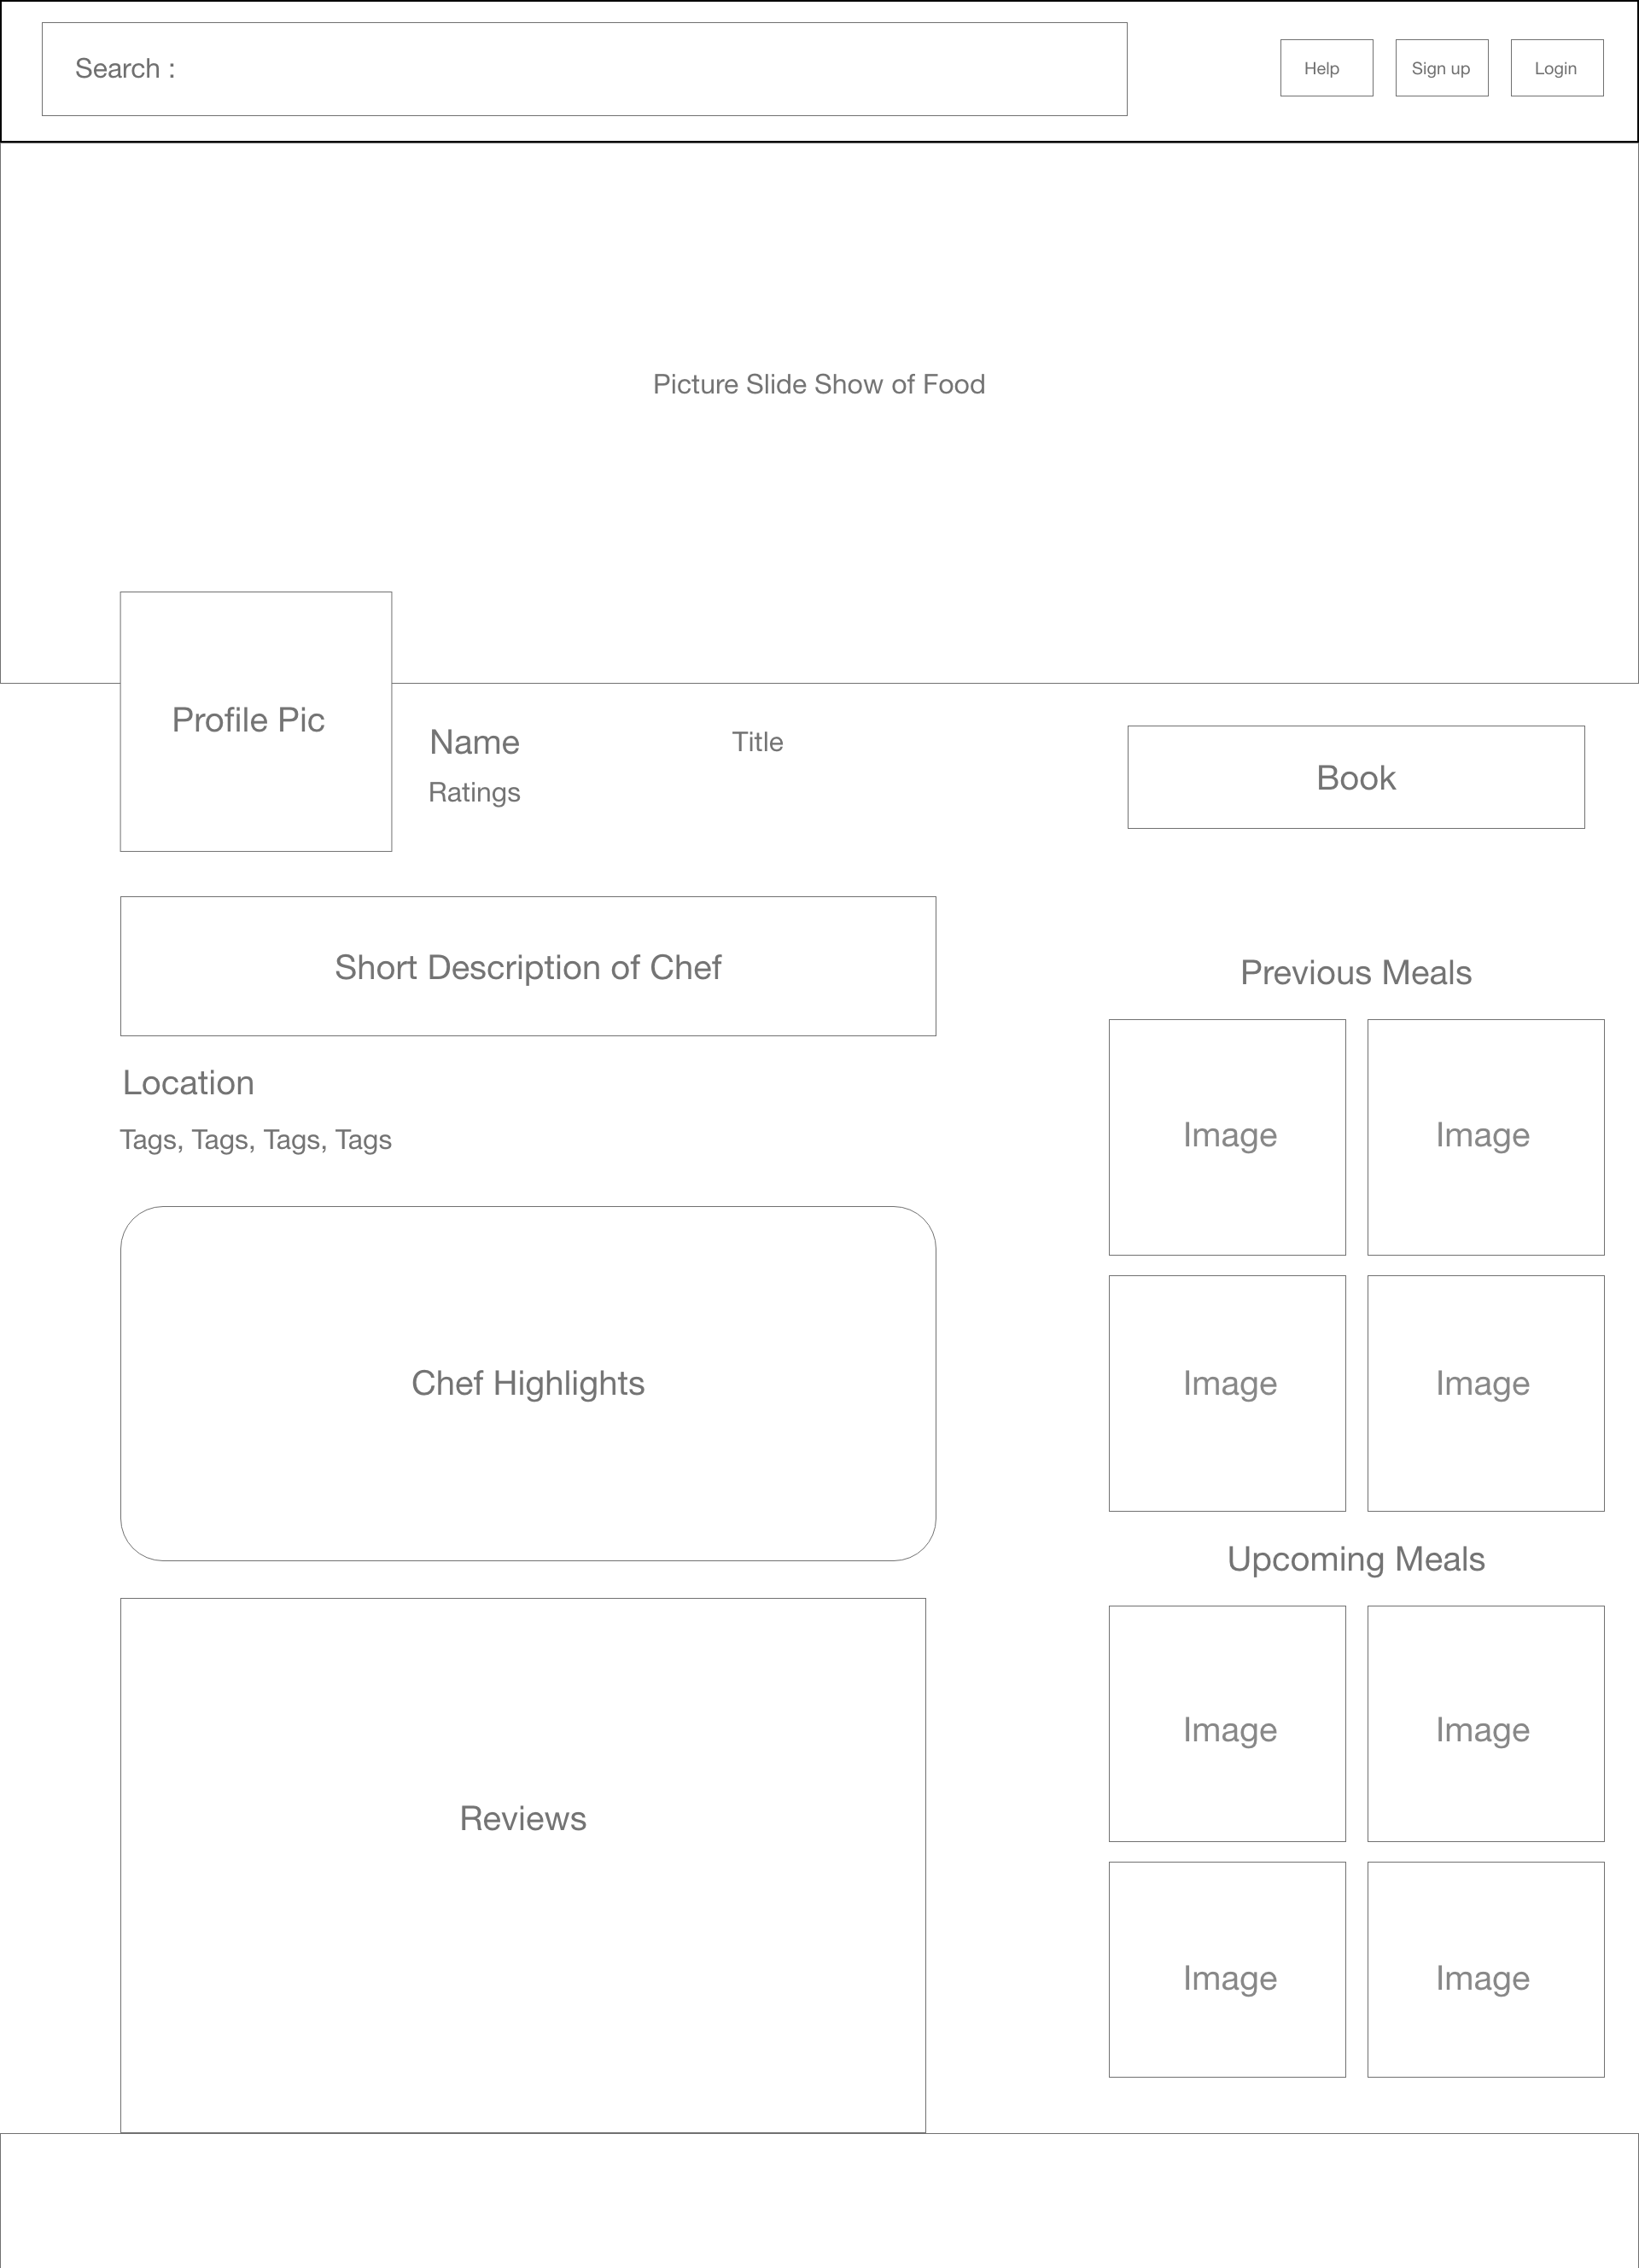 Search :
Help
Sign up
Login
Picture Slide Show of Food
Profile Pic
Name
Title
Ratings
Book
Short Description of Chef
Location
Tags, Tags, Tags, Tags
Chef Highlights
Reviews
Previous Meals
Image
Image
Image
Image
Upcoming Meals
Image
Image
Image
Image